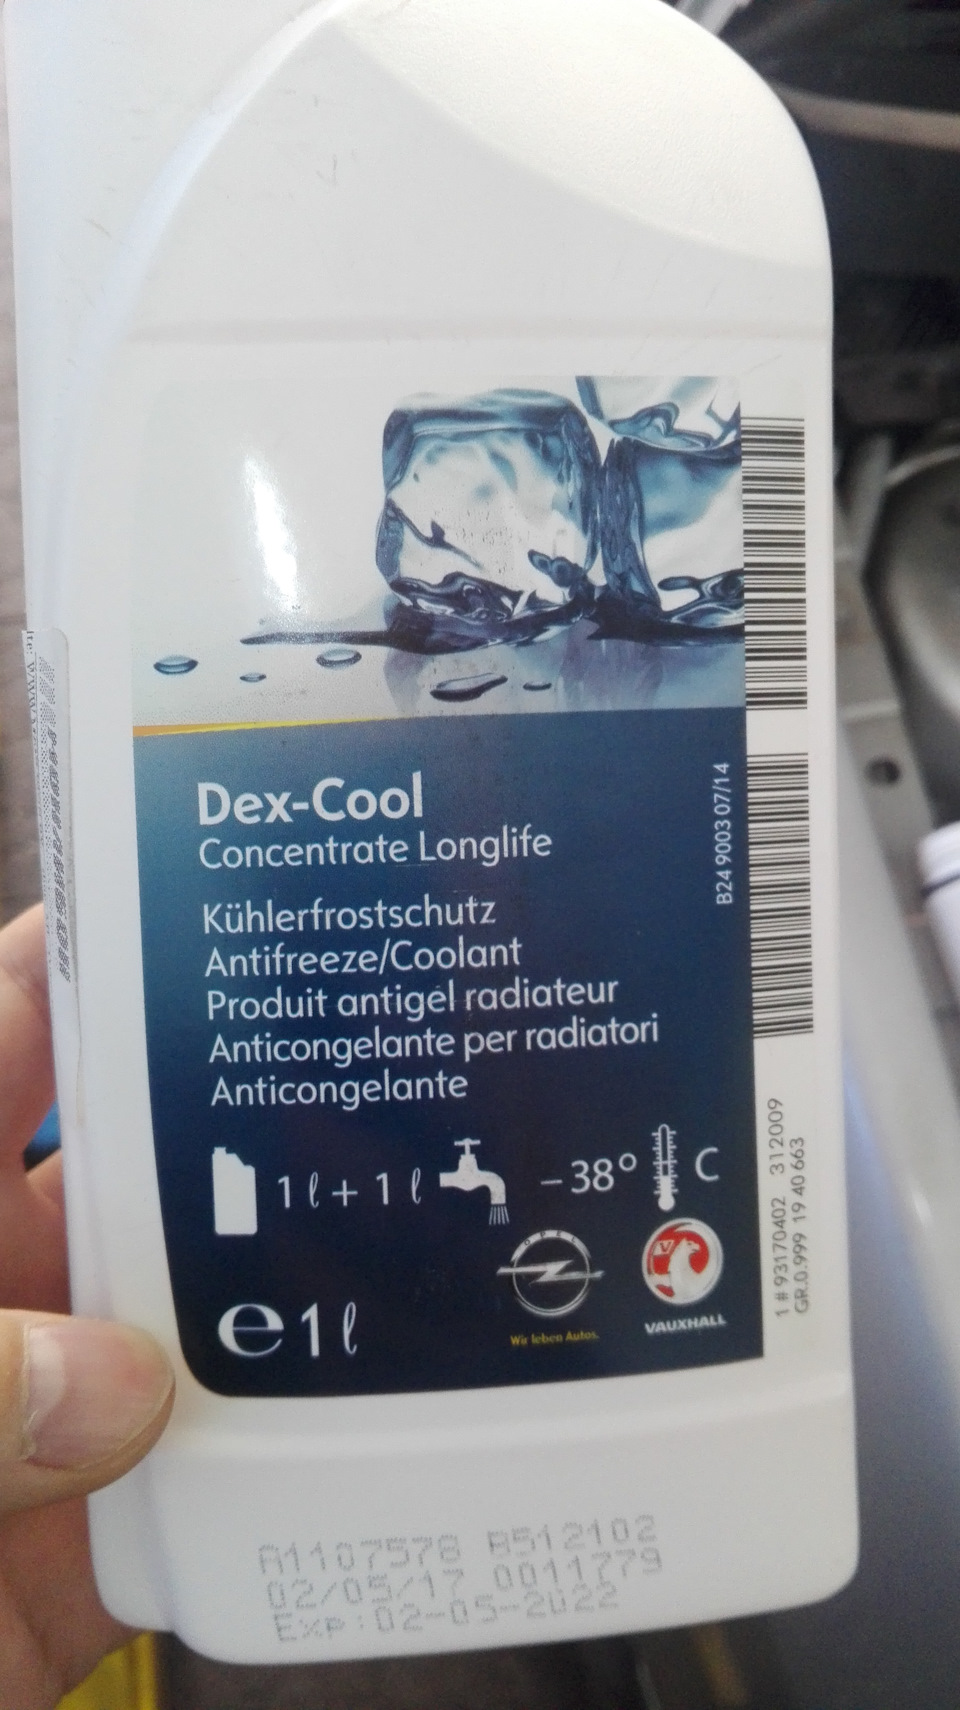 Dex-Cool
Concentrate Longlife
Kühlerfrostschutz
Antifreeze/Coolant
Produit antigel radiateur
Anticongelante per radiatori
Anticongelante
1 ℓ + 1 ℓ
–38° C
OPEL
Wir leben Autos.
V
VAUXHALL
e 1 ℓ
B24 9003 07/14
1 # 93170402 312009
GR.0.999 19 40 663
A1107578 B512102
02/05/17 0011779
Exp:02-05-2022